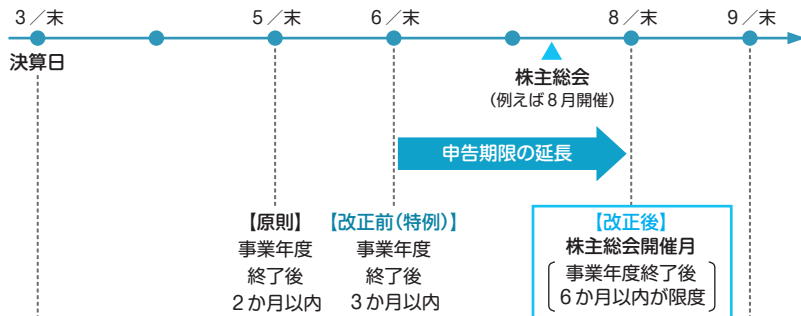 3／末
5／末
6／末
8／末
9／末
決算日
株主総会
(例えば８月開催)
申告期限の延長
【原則】
事業年度
終了後
２か月以内
【改正前(特例)】
事業年度
終了後
３か月以内
【改正後】
株主総会開催月
事業年度終了後
６か月以内が限度